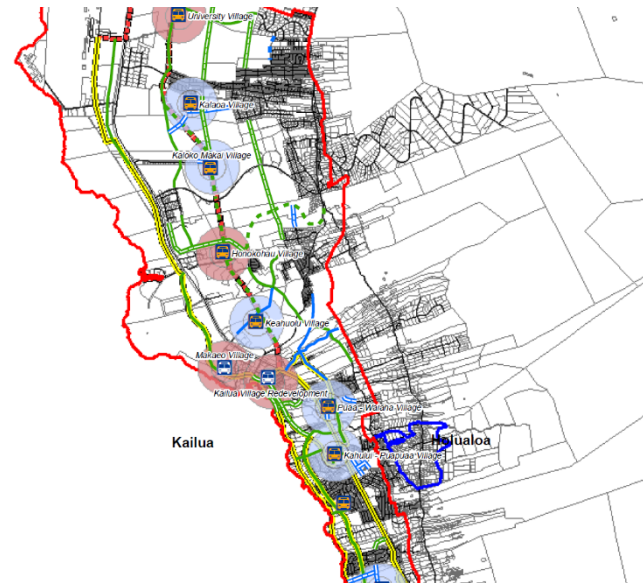 University Village
Kalaoa Village
Kaloko Makai Village
Honokohau Village
Keahuolu Village
Makaeo Village
Kailua Village Redevelopment
Puaa - Waiaha Village
Kailua
Holualoa
Kahului - Puapuaa Village